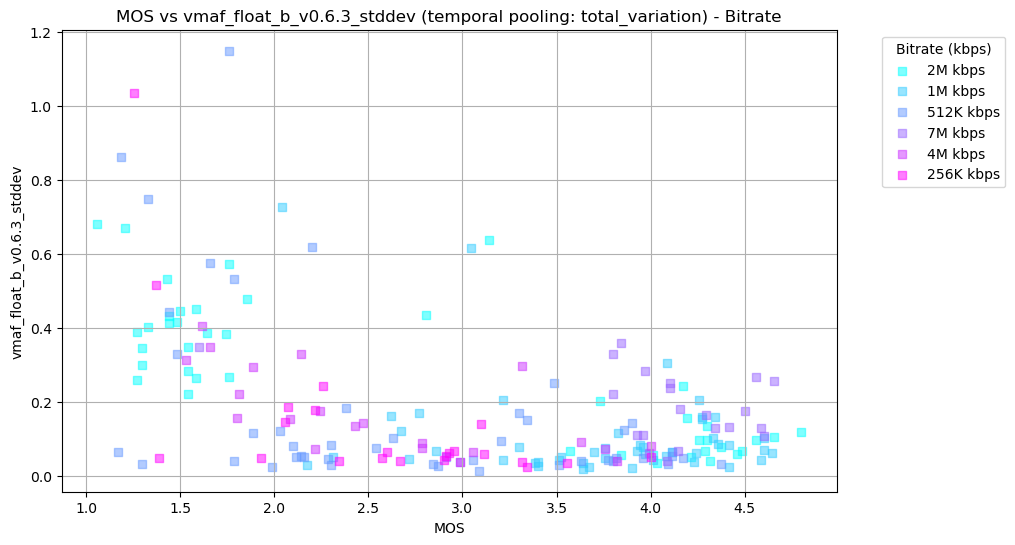 MOS vs vmaf_float_b_v0.6.3_stddev (temporal pooling: total_variation) - Bitrate
Bitrate (kbps)
2M kbps
1M kbps
512K kbps
7M kbps
4M kbps
256K kbps
vmaf_float_b_v0.6.3_stddev
1.2
1.0
0.8
0.6
0.4
0.2
0.0
1.0 1.5 2.0 2.5 3.0 3.5 4.0 4.5
MOS